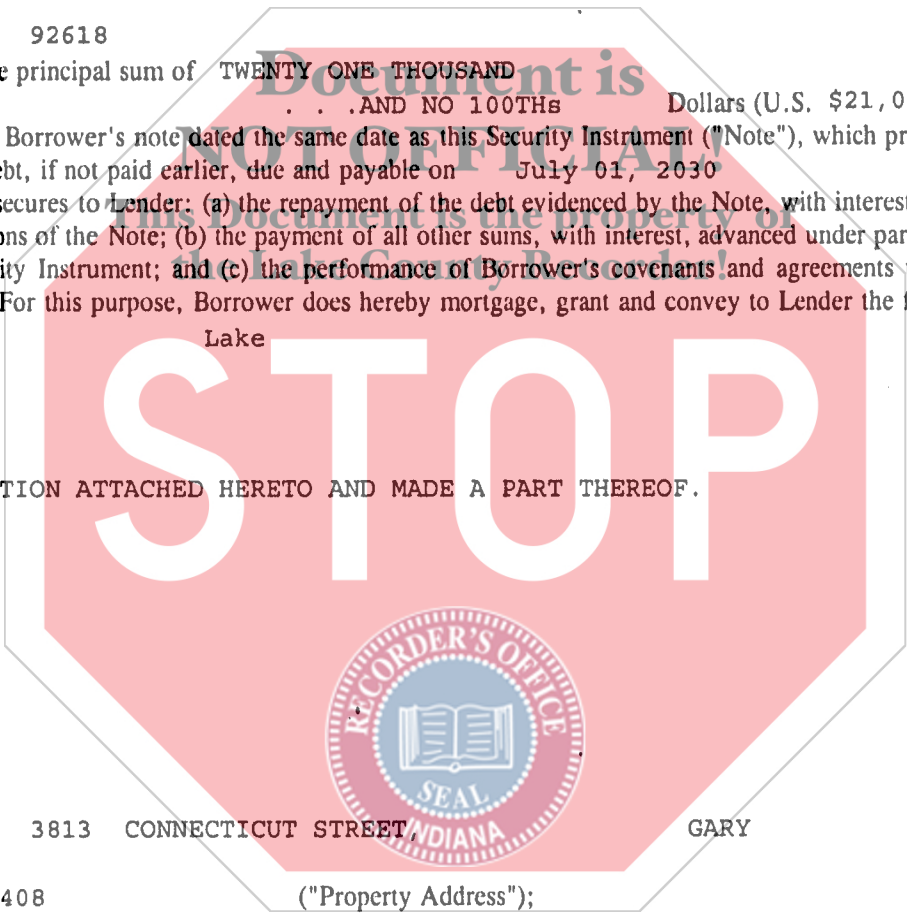 92618
e principal sum of TWENTY ONE THOUSAND
. . .AND NO 100THs Dollars (U.S. $21,0
Borrower's note dated the same date as this Security Instrument ("Note"), which pr
ebt, if not paid earlier, due and payable on July 01, 2030
secures to Lender: (a) the repayment of the debt evidenced by the Note, with interest
ons of the Note; (b) the payment of all other sums, with interest, advanced under par
ity Instrument; and (c) the performance of Borrower's covenants and agreements
For this purpose, Borrower does hereby mortgage, grant and convey to Lender the f
Lake
Document is
NOT OFFICIAL!
This Document is the property of
the Lake County Recorder!
STOP
TION ATTACHED HERETO AND MADE A PART THEREOF.
RECORDER'S OFFICE
SEAL
INDIANA
3813 CONNECTICUT STREET, GARY
408 ("Property Address");